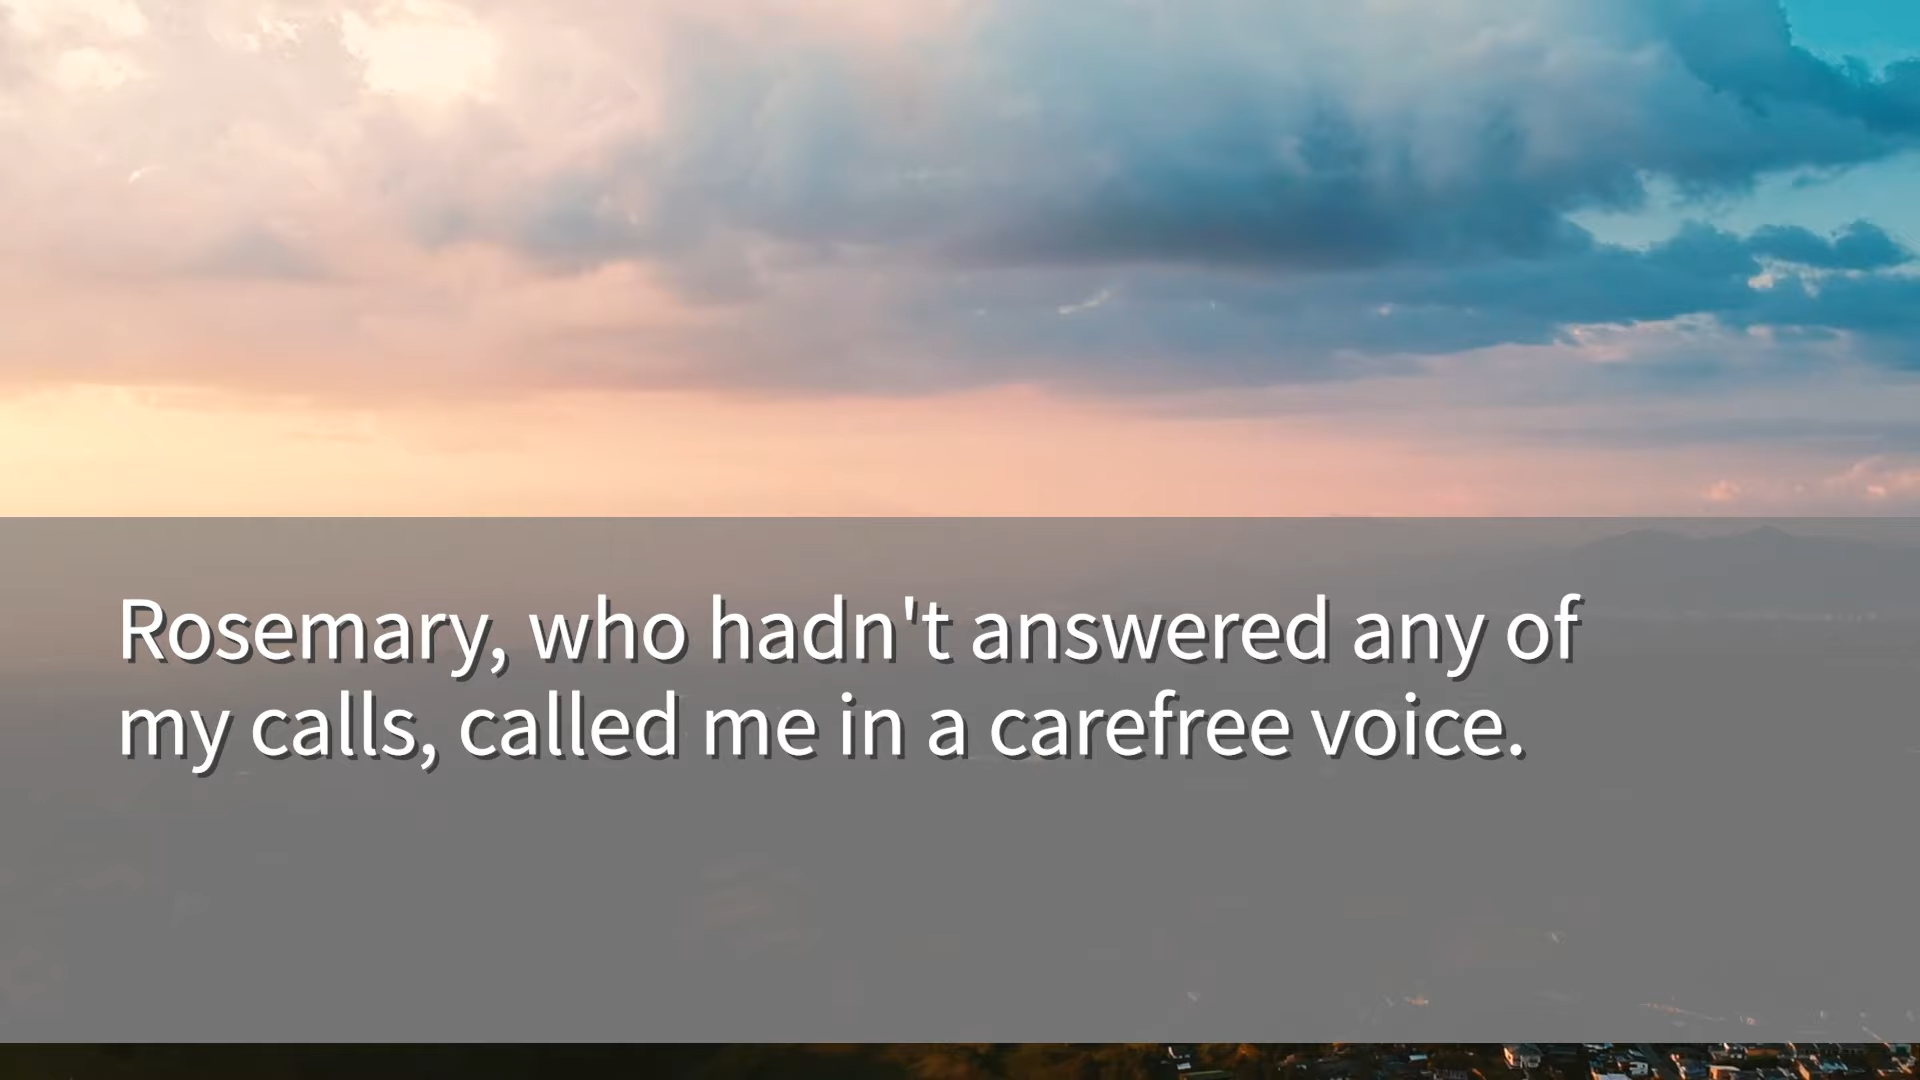 Rosemary, who hadn't answered any of
my calls, called me in a carefree voice.